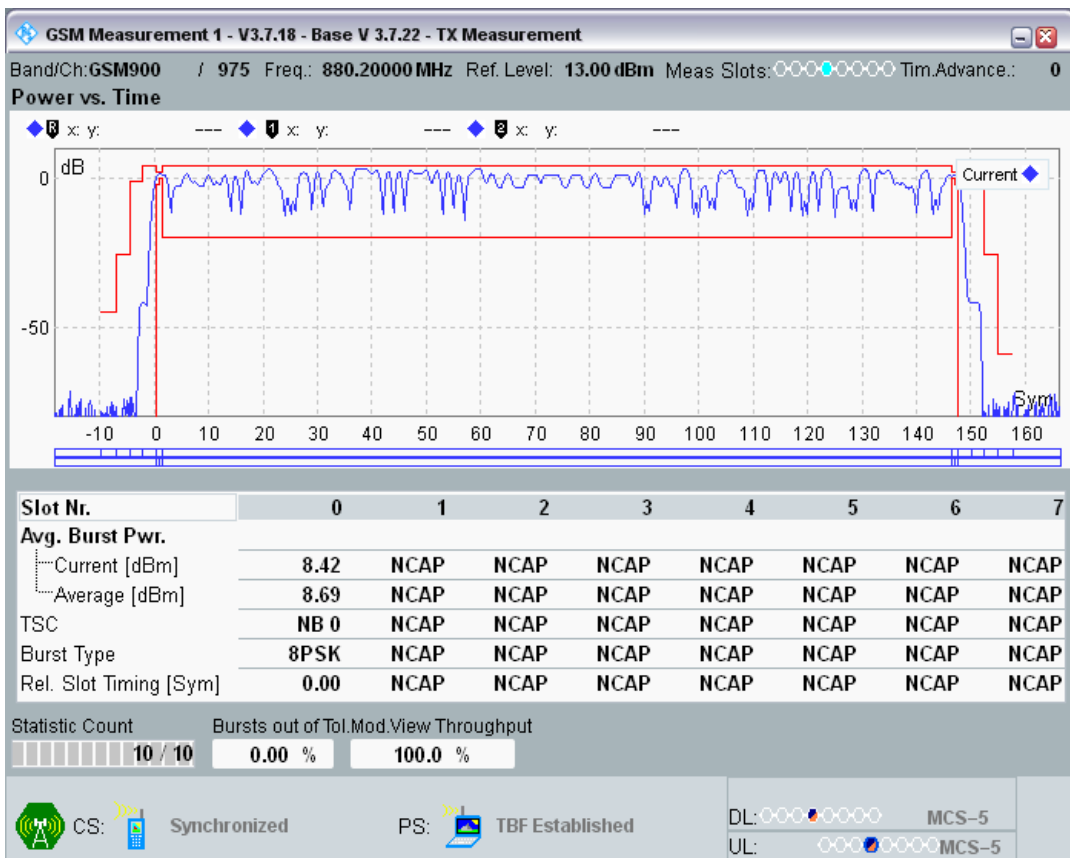 GSM Measurement 1 - V3.7.18 - Base V 3.7.22 - TX Measurement
Band/Ch:GSM900 / 975 Freq.: 880.20000 MHz Ref. Level: 13.00 dBm Meas Slots: Tim.Advance.: 0
Power vs. Time
R x: y: --- 1 x: y: --- 2 x: y: ---
dB
Current
0
-50
Sym
-10 0 10 20 30 40 50 60 70 80 90 100 110 120 130 140 150 160
Slot Nr. 0 1 2 3 4 5 6 7
Avg. Burst Pwr.
Current [dBm] 8.42 NCAP NCAP NCAP NCAP NCAP NCAP NCAP
Average [dBm] 8.69 NCAP NCAP NCAP NCAP NCAP NCAP NCAP
TSC NB 0 NCAP NCAP NCAP NCAP NCAP NCAP NCAP
Burst Type 8PSK NCAP NCAP NCAP NCAP NCAP NCAP NCAP
Rel. Slot Timing [Sym] 0.00 NCAP NCAP NCAP NCAP NCAP NCAP NCAP
Statistic Count Bursts out of Tol.Mod.View Throughput
10 / 10 0.00 % 100.0 %
CS: Synchronized PS: TBF Established
DL: MCS-5
UL: MCS-5